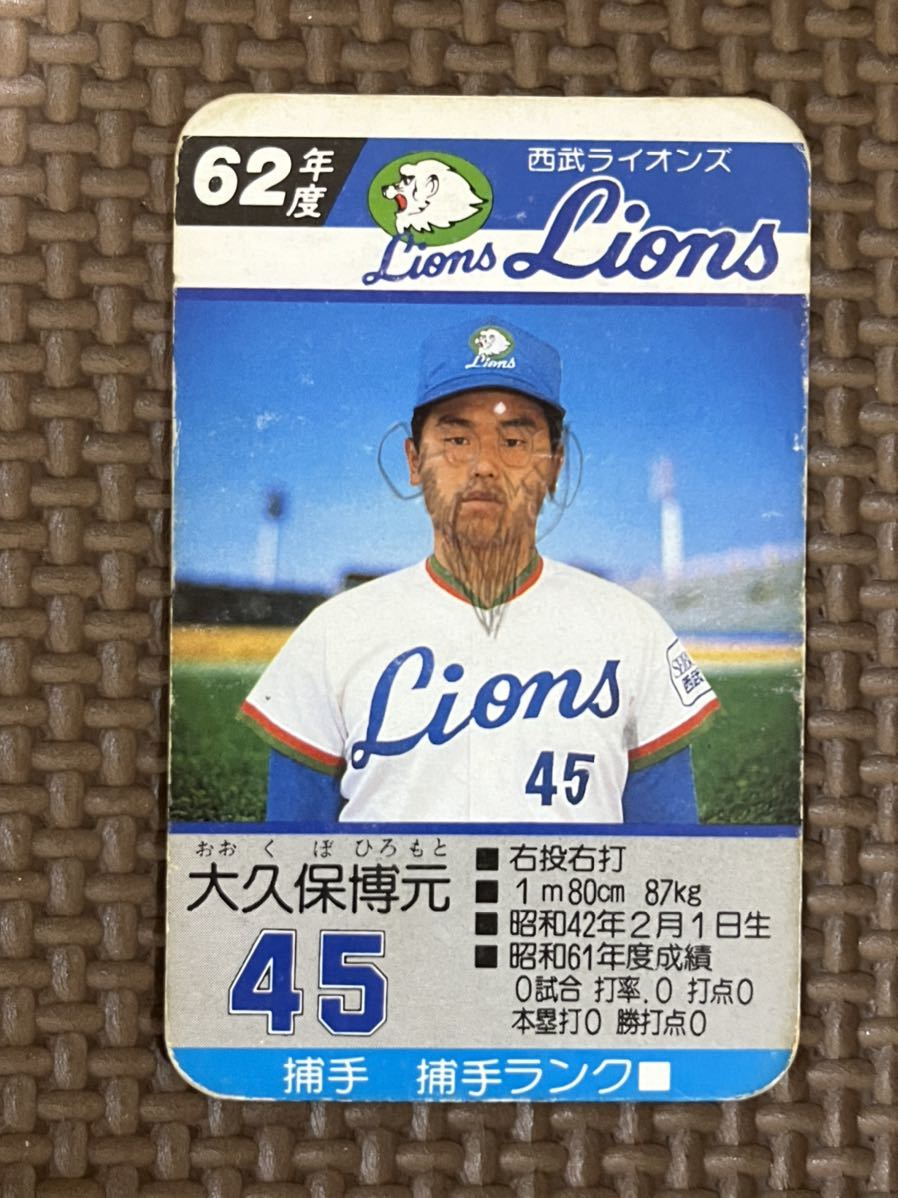 62年度
西武ライオンズ
Lions Lions
Lions
Lions
西武
45
おおくぼひろもと
大久保博元
45
■右投右打
■1m80cm 87kg
■昭和42年2月1日生
■昭和61年度成績
0試合 打率.0 打点0
本塁打0 勝打点0
捕手 捕手ランク■